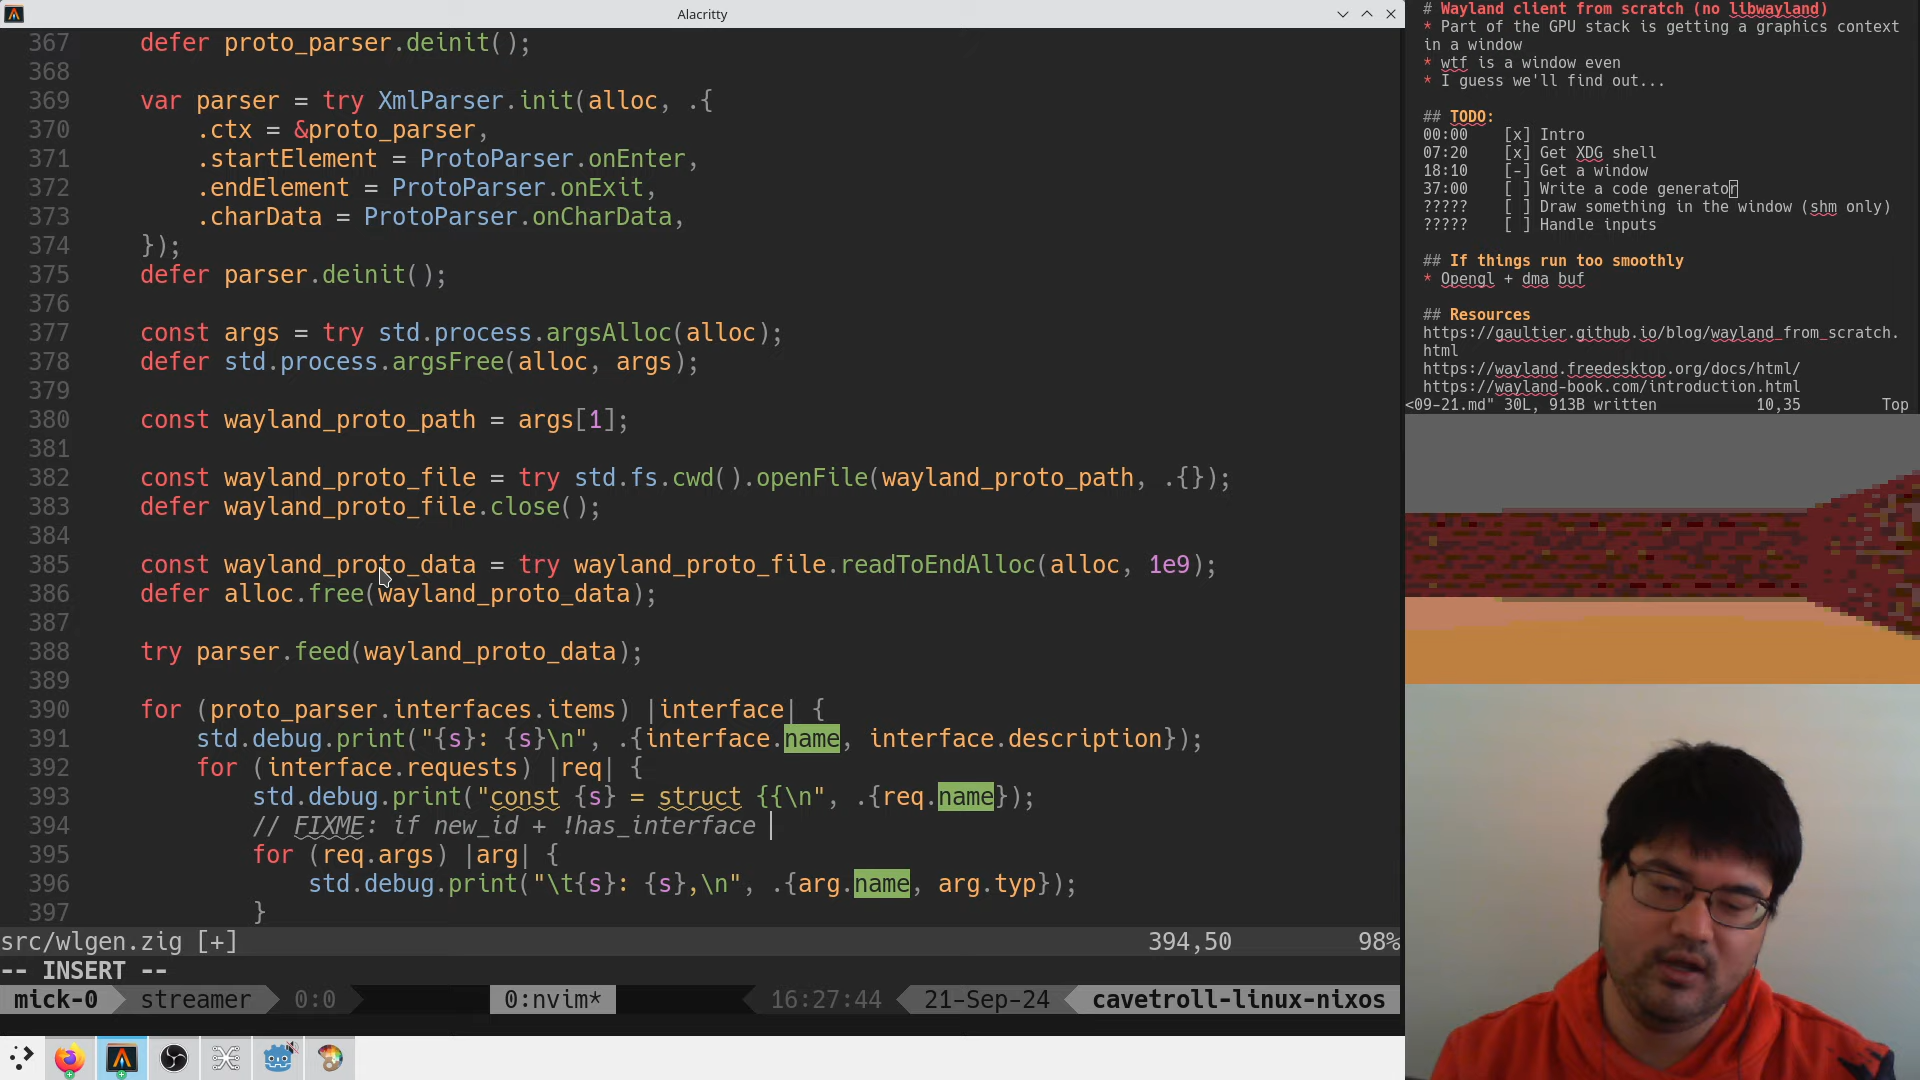 Alacritty
367 defer proto_parser.deinit();
368
369 var parser = try XmlParser.init(alloc, .{
370 .ctx = &proto_parser,
371 .startElement = ProtoParser.onEnter,
372 .endElement = ProtoParser.onExit,
373 .charData = ProtoParser.onCharData,
374 });
375 defer parser.deinit();
376
377 const args = try std.process.argsAlloc(alloc);
378 defer std.process.argsFree(alloc, args);
379
380 const wayland_proto_path = args[1];
381
382 const wayland_proto_file = try std.fs.cwd().openFile(wayland_proto_path, .{});
383 defer wayland_proto_file.close();
384
385 const wayland_proto_data = try wayland_proto_file.readToEndAlloc(alloc, 1e9);
386 defer alloc.free(wayland_proto_data);
387
388 try parser.feed(wayland_proto_data);
389
390 for (proto_parser.interfaces.items) |interface| {
391 std.debug.print("{s}: {s}\n", .{interface.name, interface.description});
392 for (interface.requests) |req| {
393 std.debug.print("const {s} = struct {{\n", .{req.name});
394 // FIXME: if new_id + !has_interface
395 for (req.args) |arg| {
396 std.debug.print("\t{s}: {s},\n", .{arg.name, arg.typ});
397 }
src/wlgen.zig [+] 394,50 98%
-- INSERT --
mick-0 streamer 0:0 0:nvim* 16:27:44 21-Sep-24 cavetroll-linux-nixos
# Wayland client from scratch (no libwayland)
* Part of the GPU stack is getting a graphics context
in a window
* wtf is a window even
* I guess we'll find out...
## TODO:
00:00 [x] Intro
07:20 [x] Get XDG shell
18:10 [-] Get a window
37:00 [ ] Write a code generator
????? [ ] Draw something in the window (shm only)
????? [ ] Handle inputs
## If things run too smoothly
* Opengl + dma buf
## Resources
https://gaultier.github.io/blog/wayland_from_scratch.
html
https://wayland.freedesktop.org/docs/html/
https://wayland-book.com/introduction.html
<09-21.md" 30L, 913B written 10,35 Top